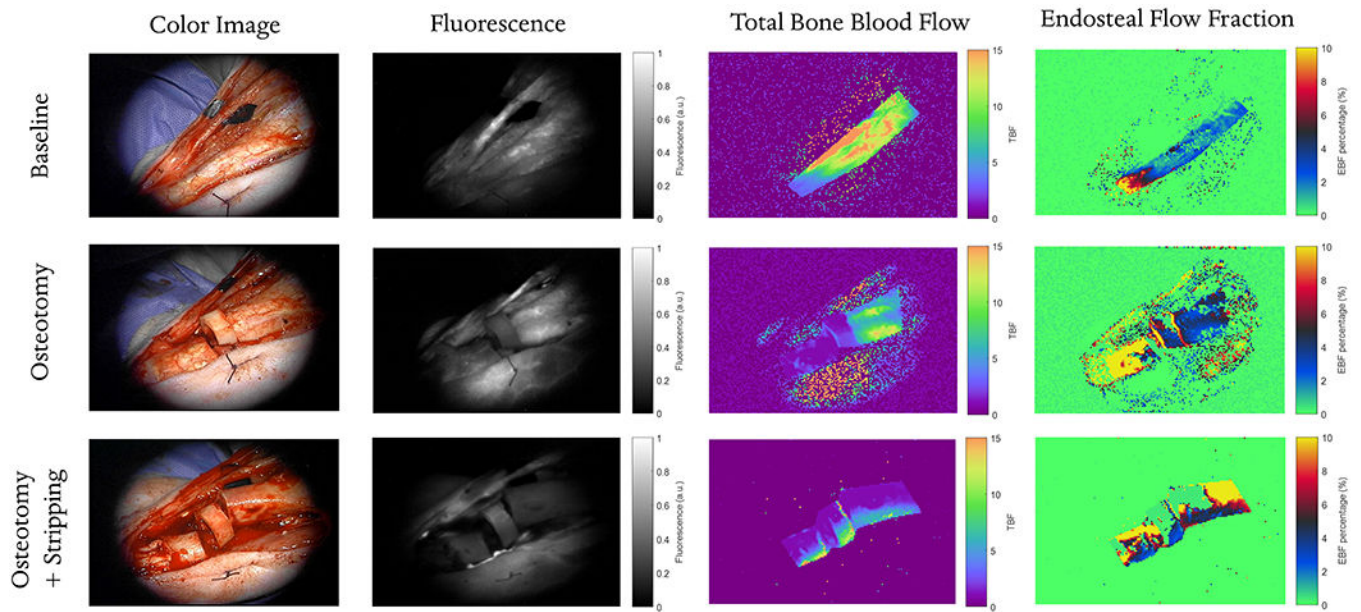 Color Image
Fluorescence
Total Bone Blood Flow
Endosteal Flow Fraction
Baseline
1
0.8
0.6
0.4
0.2
0
Fluorescence (a.u.)
15
10
5
0
TBF
10
8
6
4
2
0
EBF percentage (%)
Osteotomy
1
0.8
0.6
0.4
0.2
0
Fluorescence (a.u.)
15
10
5
0
TBF
10
8
6
4
2
0
EBF percentage (%)
Osteotomy
+ Stripping
1
0.8
0.6
0.4
0.2
0
Fluorescence (a.u.)
15
10
5
0
TBF
10
8
6
4
2
0
EBF percentage (%)